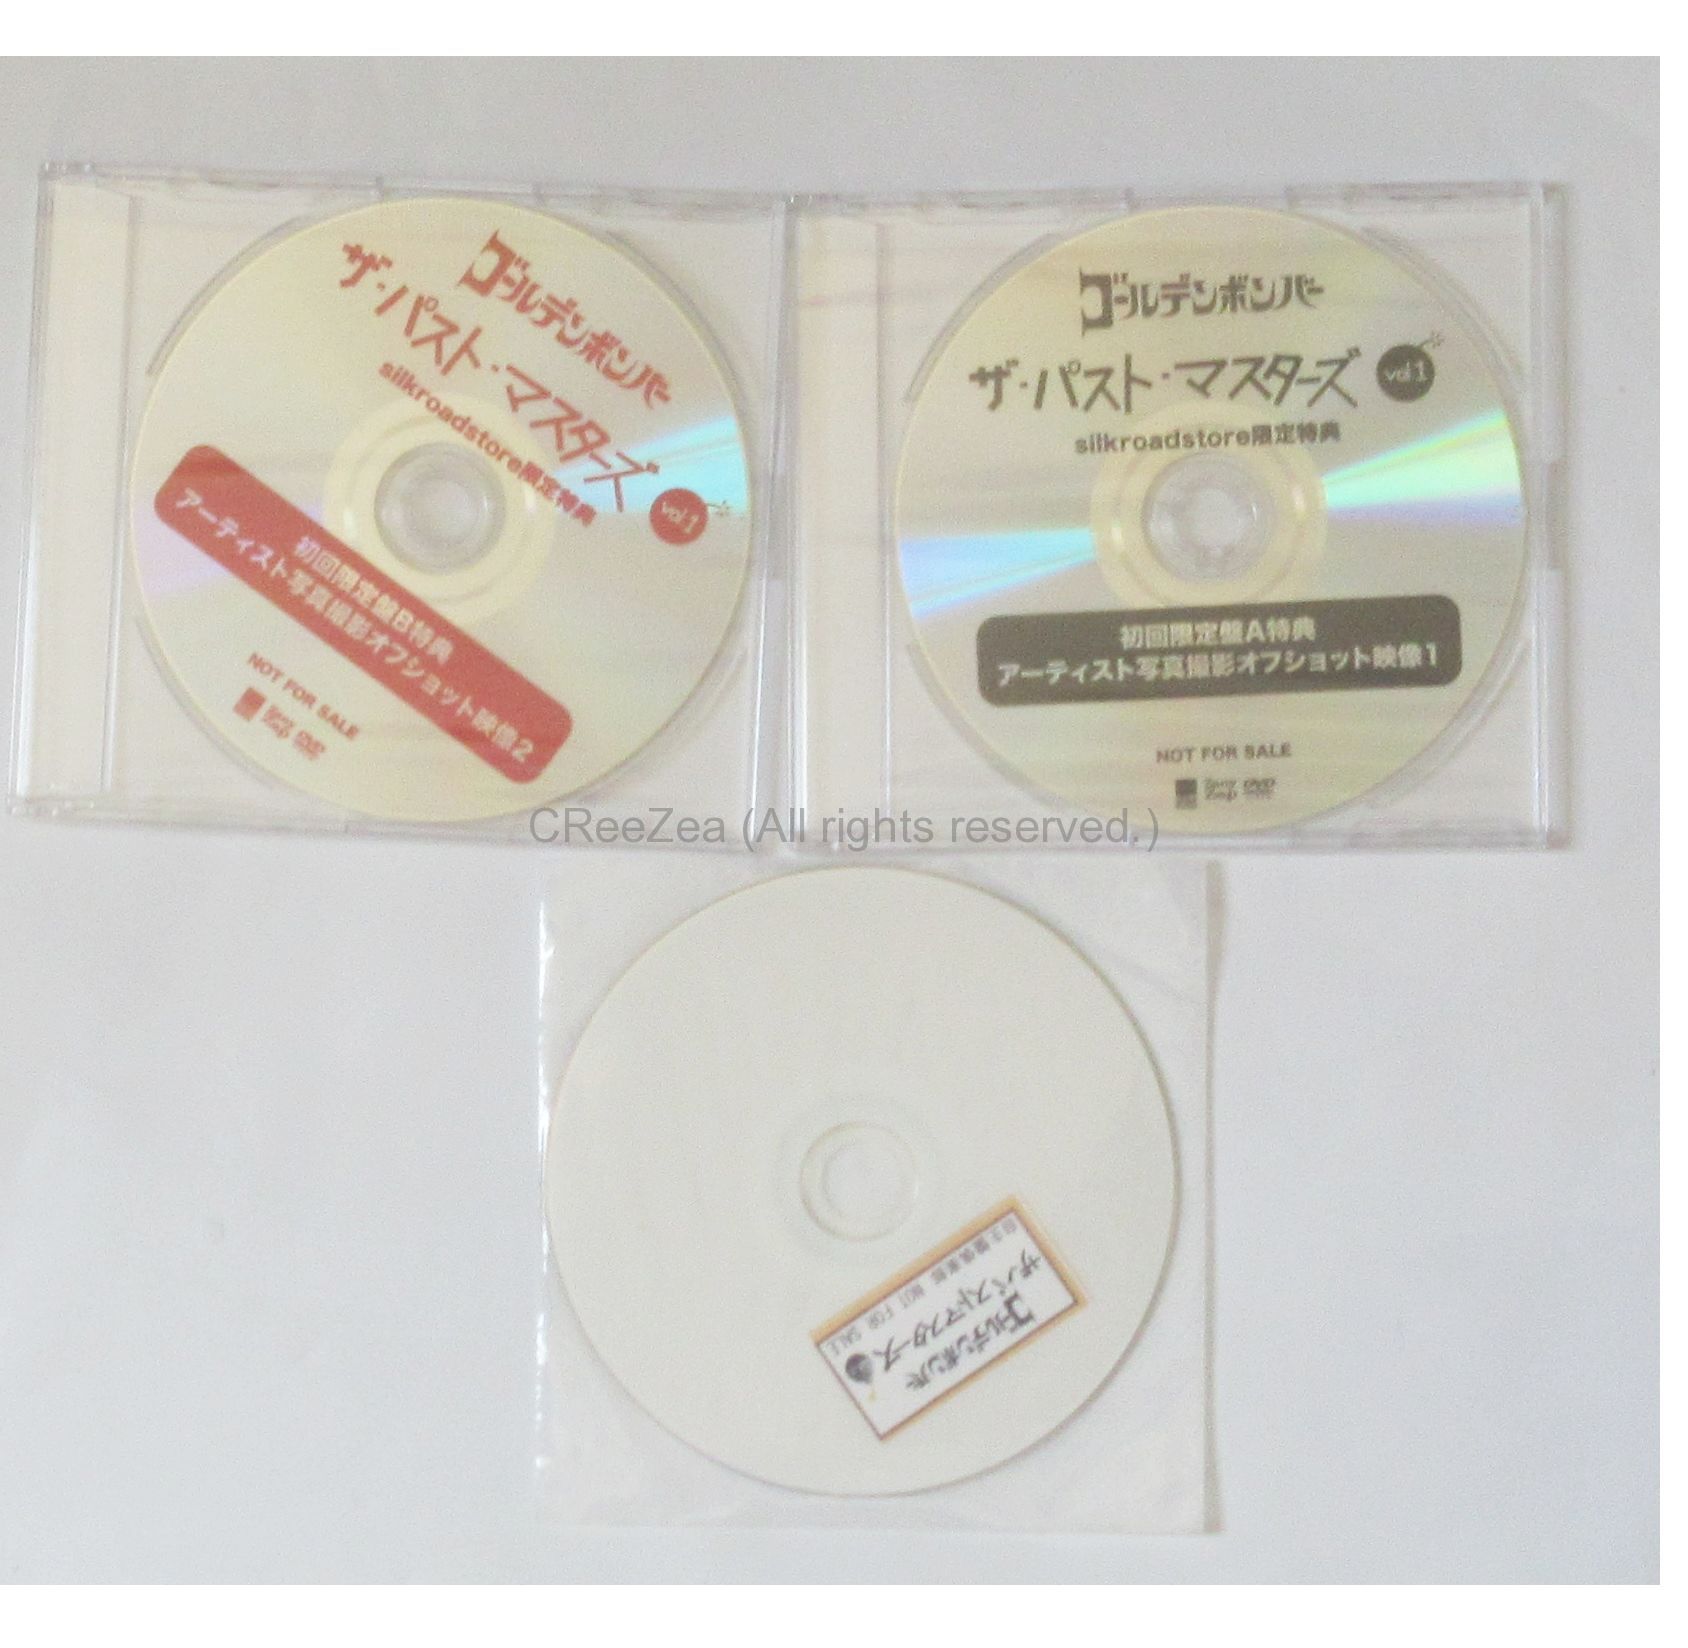 ゴールデンボンバー
ザ・パスト・マスターズ
vol.1
silkroadstore限定特典
初回限定盤B特典
アーティスト写真撮影オフショット映像2
NOT FOR SALE
ゴールデンボンバー
ザ・パスト・マスターズ
vol.1
silkroadstore限定特典
初回限定盤A特典
アーティスト写真撮影オフショット映像1
NOT FOR SALE
Zany Zap
DVD
CReeZea (All rights reserved.)
ゴールデンボンバー
ザ・パスト・マスターズ
NOT FOR SALE